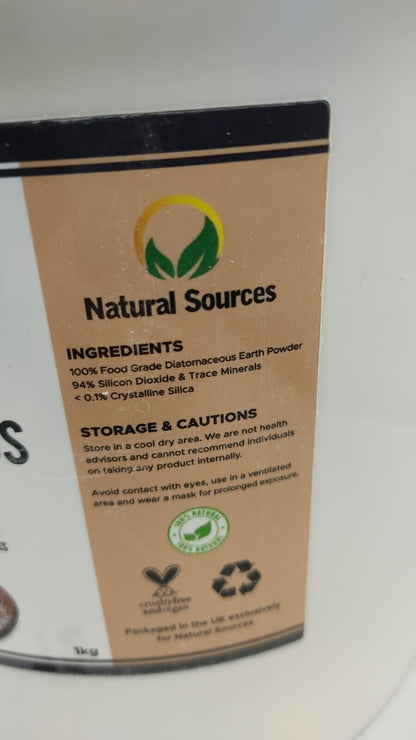 Natural Sources
INGREDIENTS
100% Food Grade Diatomaceous Earth Powder
94% Silicon Dioxide & Trace Minerals
< 0.1% Crystalline Silica
STORAGE & CAUTIONS
Store in a cool dry area. We are not health
advisors and cannot recommend individuals
on taking any product internally.
Avoid contact with eyes, use in a ventilated
area and wear a mask for prolonged exposure.
100% NATURAL
100% NATURAL
crueltyfree
andvegan
Packaged in the UK exclusively
for Natural Sources
1kg